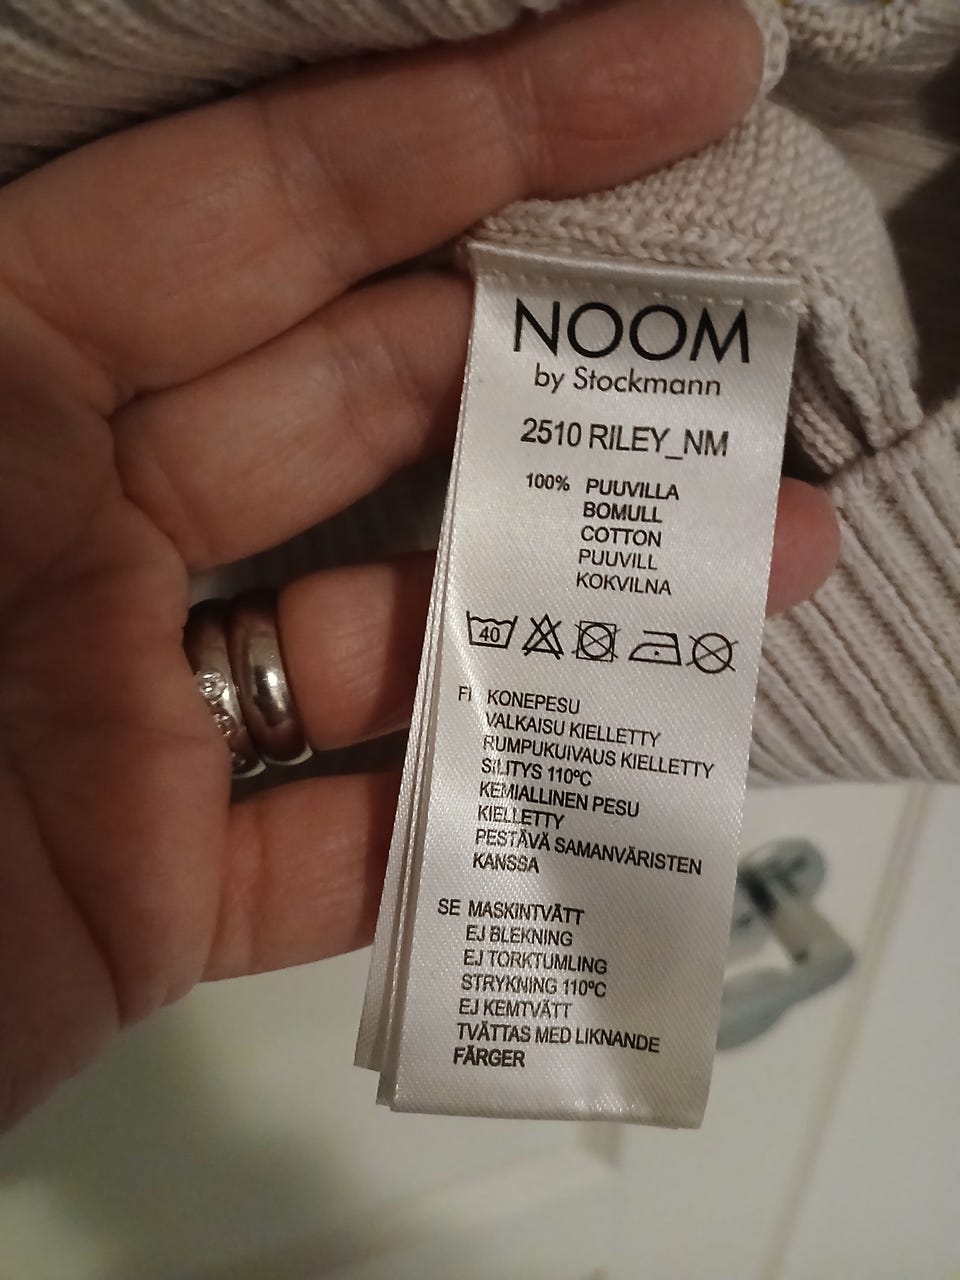 NOOM
by Stockmann
2510 RILEY_NM
100% PUUVILLA
BOMULL
COTTON
PUUVILL
KOKVILNA
40
FI KONEPESU
VALKAISU KIELLETTY
RUMPUKUIVAUS KIELLETTY
SILITYS 110ºC
KEMIALLINEN PESU
KIELLETTY
PESTÄVÄ SAMANVÄRISTEN
KANSSA
SE MASKINTVÄTT
EJ BLEKNING
EJ TORKTUMLING
STRYKNING 110ºC
EJ KEMTVÄTT
TVÄTTAS MED LIKNANDE
FÄRGER